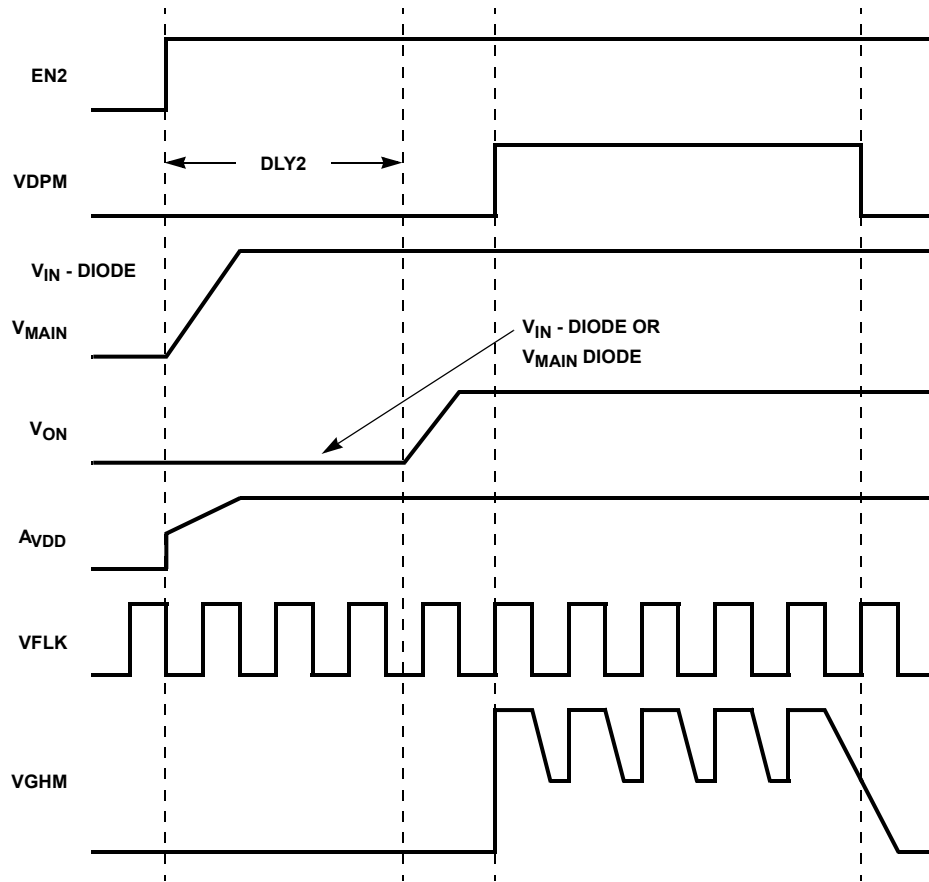 EN2
DLY2
VDPM
VIN - DIODE
VMAIN
VIN - DIODE OR
VMAIN DIODE
VON
AVDD
VFLK
VGHM